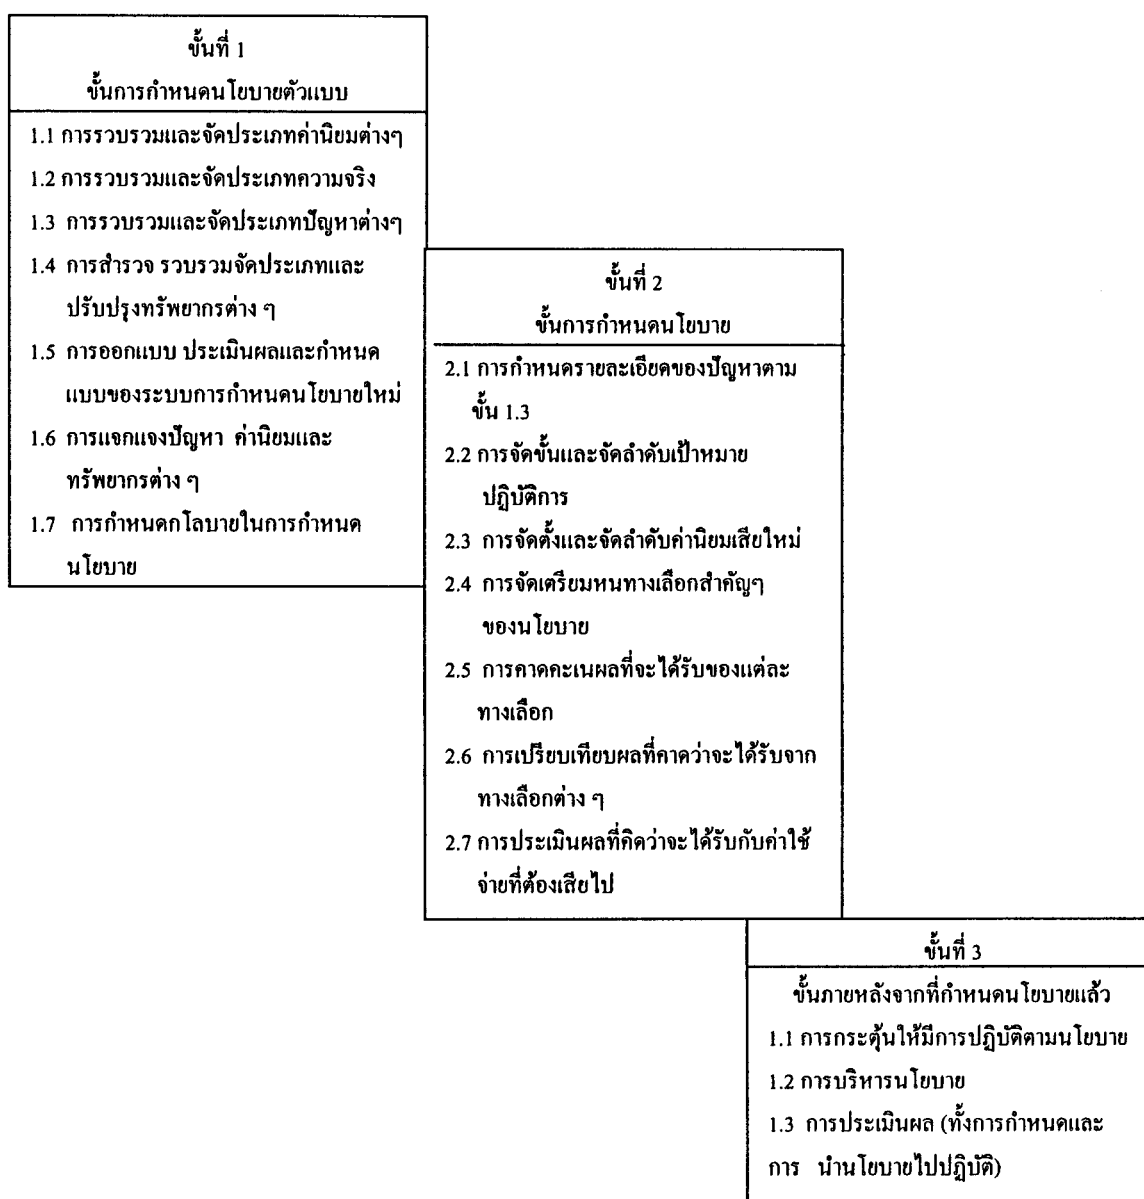 ขั้นที่ 1
ขั้นการกำหนดนโยบายตัวแบบ
1.1 การรวบรวมและจัดประเภทค่านิยมต่างๆ
1.2 การรวบรวมและจัดประเภทความจริง
1.3 การรวบรวมและจัดประเภทปัญหาต่างๆ
1.4 การสำรวจ รวบรวมจัดประเภทและ
ปรับปรุงทรัพยากรต่าง ๆ
1.5 การออกแบบ ประเมินผลและกำหนด
แบบของระบบการกำหนดนโยบายใหม่
1.6 การแจกแจงปัญหา ค่านิยมและ
ทรัพยากรต่าง ๆ
1.7 การกำหนดกโลบายในการกำหนด
นโยบาย
ขั้นที่ 2
ขั้นการกำหนดนโยบาย
2.1 การกำหนดรายละเอียดของปัญหาตาม
ขั้น 1.3
2.2 การจัดขั้นและจัดลำดับเป้าหมาย
ปฏิบัติการ
2.3 การจัดตั้งและจัดลำดับค่านิยมเสียใหม่
2.4 การจัดเตรียมหนทางเลือกสำคัญๆ
ของนโยบาย
2.5 การคาดคะเนผลที่จะได้รับของแต่ละ
ทางเลือก
2.6 การเปรียบเทียบผลที่คาดว่าจะได้รับจาก
ทางเลือกต่าง ๆ
2.7 การประเมินผลที่คิดว่าจะได้รับกับค่าใช้
จ่ายที่ต้องเสียไป
ขั้นที่ 3
ขั้นภายหลังจากที่กำหนดนโยบายแล้ว
1.1 การกระตุ้นให้มีการปฏิบัติตามนโยบาย
1.2 การบริหารนโยบาย
1.3 การประเมินผล (ทั้งการกำหนดและ
การ นำนโยบายไปปฏิบัติ)